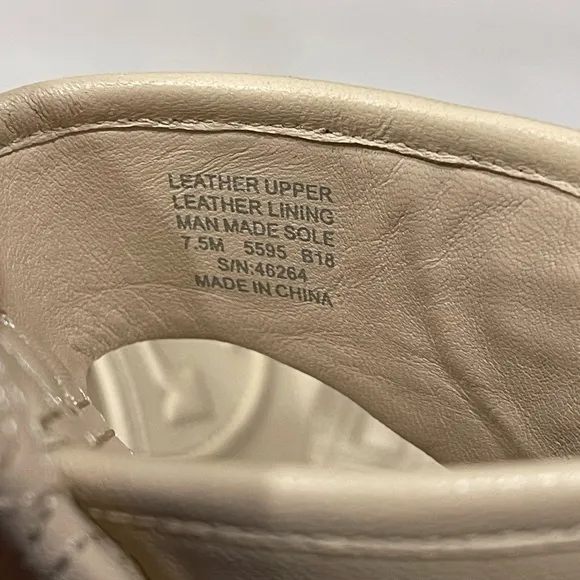 LEATHER UPPER
LEATHER LINING
MAN MADE SOLE
7.5M 5595 B18
S/N:46264
MADE IN CHINA